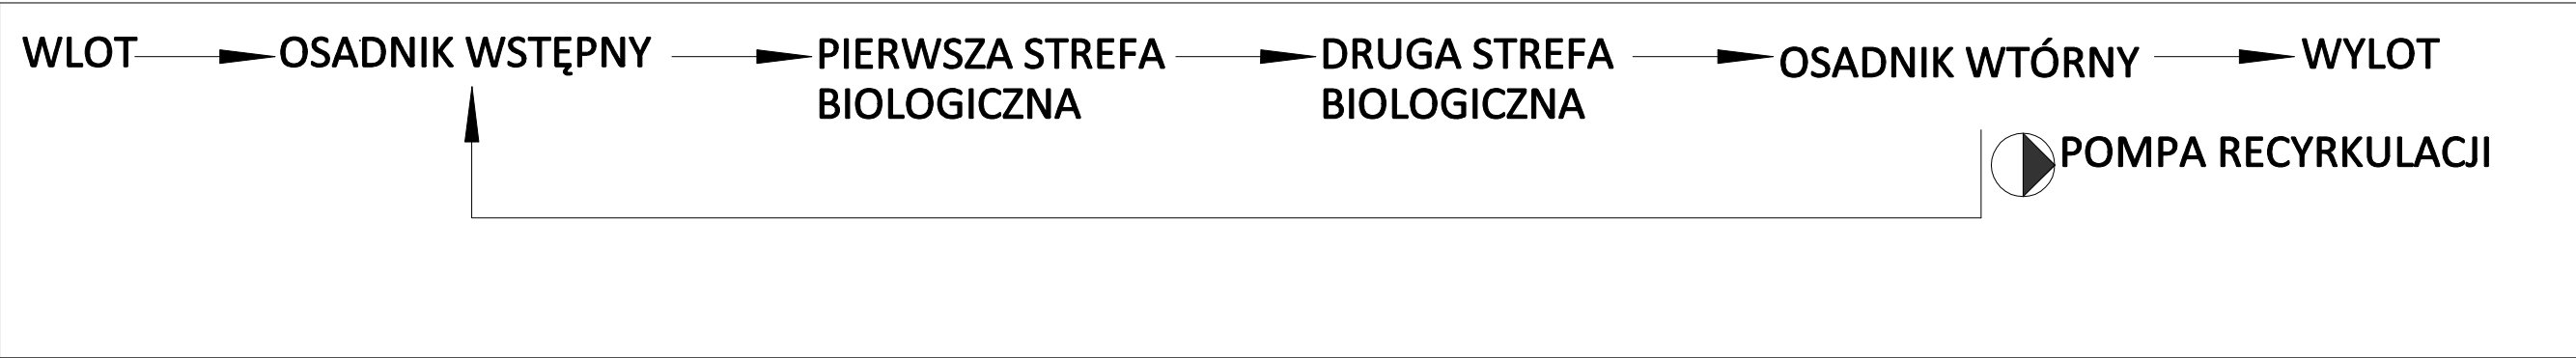 WLOT
OSADNIK WSTĘPNY
PIERWSZA STREFA
BIOLOGICZNA
DRUGA STREFA
BIOLOGICZNA
OSADNIK WTÓRNY
WYLOT
POMPA RECYRKULACJI